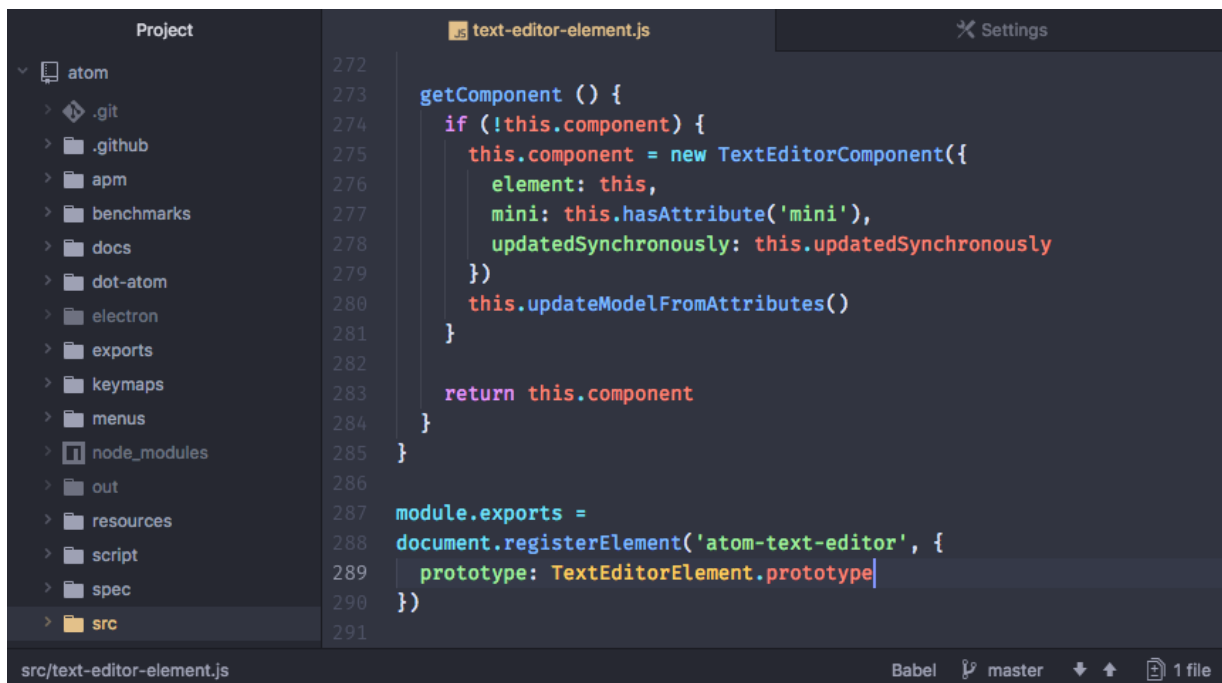 Project
atom
.git
.github
apm
benchmarks
docs
dot-atom
electron
exports
keymaps
menus
node_modules
out
resources
script
spec
src
JS text-editor-element.js
Settings
272
273 getComponent () {
274 if (!this.component) {
275 this.component = new TextEditorComponent({
276 element: this,
277 mini: this.hasAttribute('mini'),
278 updatedSynchronously: this.updatedSynchronously
279 })
280 this.updateModelFromAttributes()
281 }
282
283 return this.component
284 }
285 }
286
287 module.exports =
288 document.registerElement('atom-text-editor', {
289 prototype: TextEditorElement.prototype
290 })
291
src/text-editor-element.js
Babel master 1 file